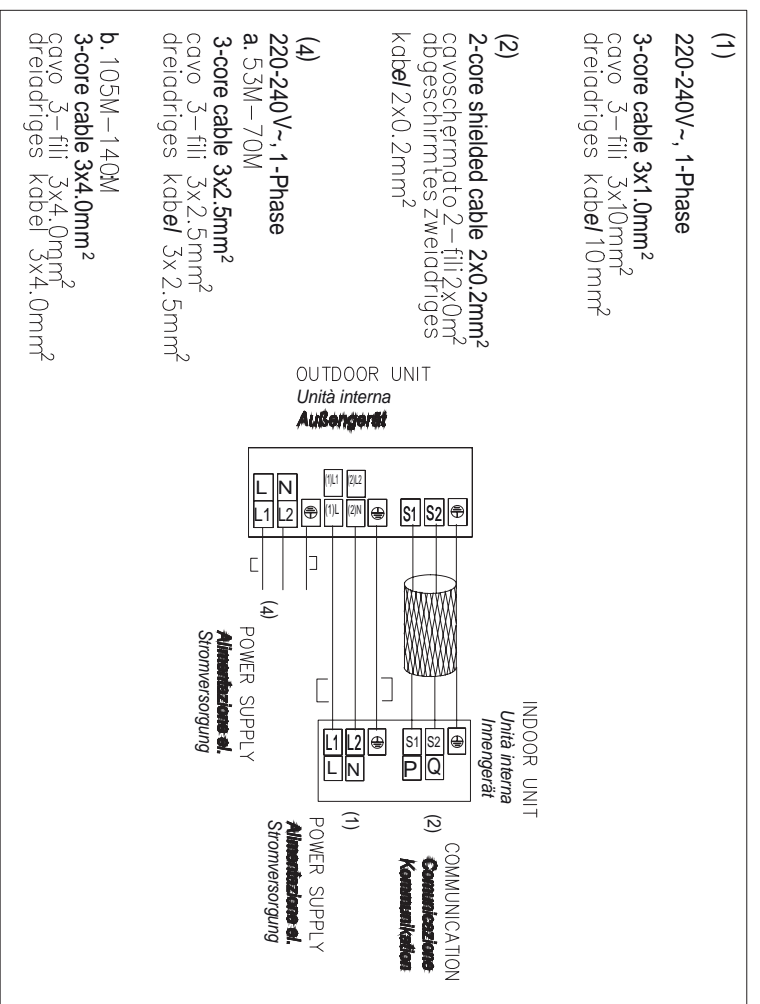 (1)
220-240V~, 1-Phase
3-core cable 3x1.0mm²
cavo 3-fili 3x10mm²
dreiadriges kabel 10mm²
(2)
2-core shielded cable 2x0.2mm²
cavoschermato 2-fili 2x0m²
abgeschirmtes zweiadriges
kabel 2x0.2mm²
(4)
220-240V~, 1-Phase
a. 53M-70M
3-core cable 3x2.5mm²
cavo 3-fili 3x2.5mm²
dreiadriges kabel 3x2.5mm²
b. 105M-140M
3-core cable 3x4.0mm²
cavo 3-fili 3x4.0mm²
dreiadriges kabel 3x4.0mm²
OUTDOOR UNIT
Unità interna
Außengerät
L N (1)L1 (2)L2
L1 L2 (1)L (2)N S1 S2
(4)
POWER SUPPLY
Alimentazione el.
Stromversorgung
INDOOR UNIT
Unità interna
Innengerät
L1 L2 S1 S2
L N P Q
(1)
POWER SUPPLY
Alimentazione el.
Stromversorgung
(2)
COMMUNICATION
Comunicazione
Kommunikation